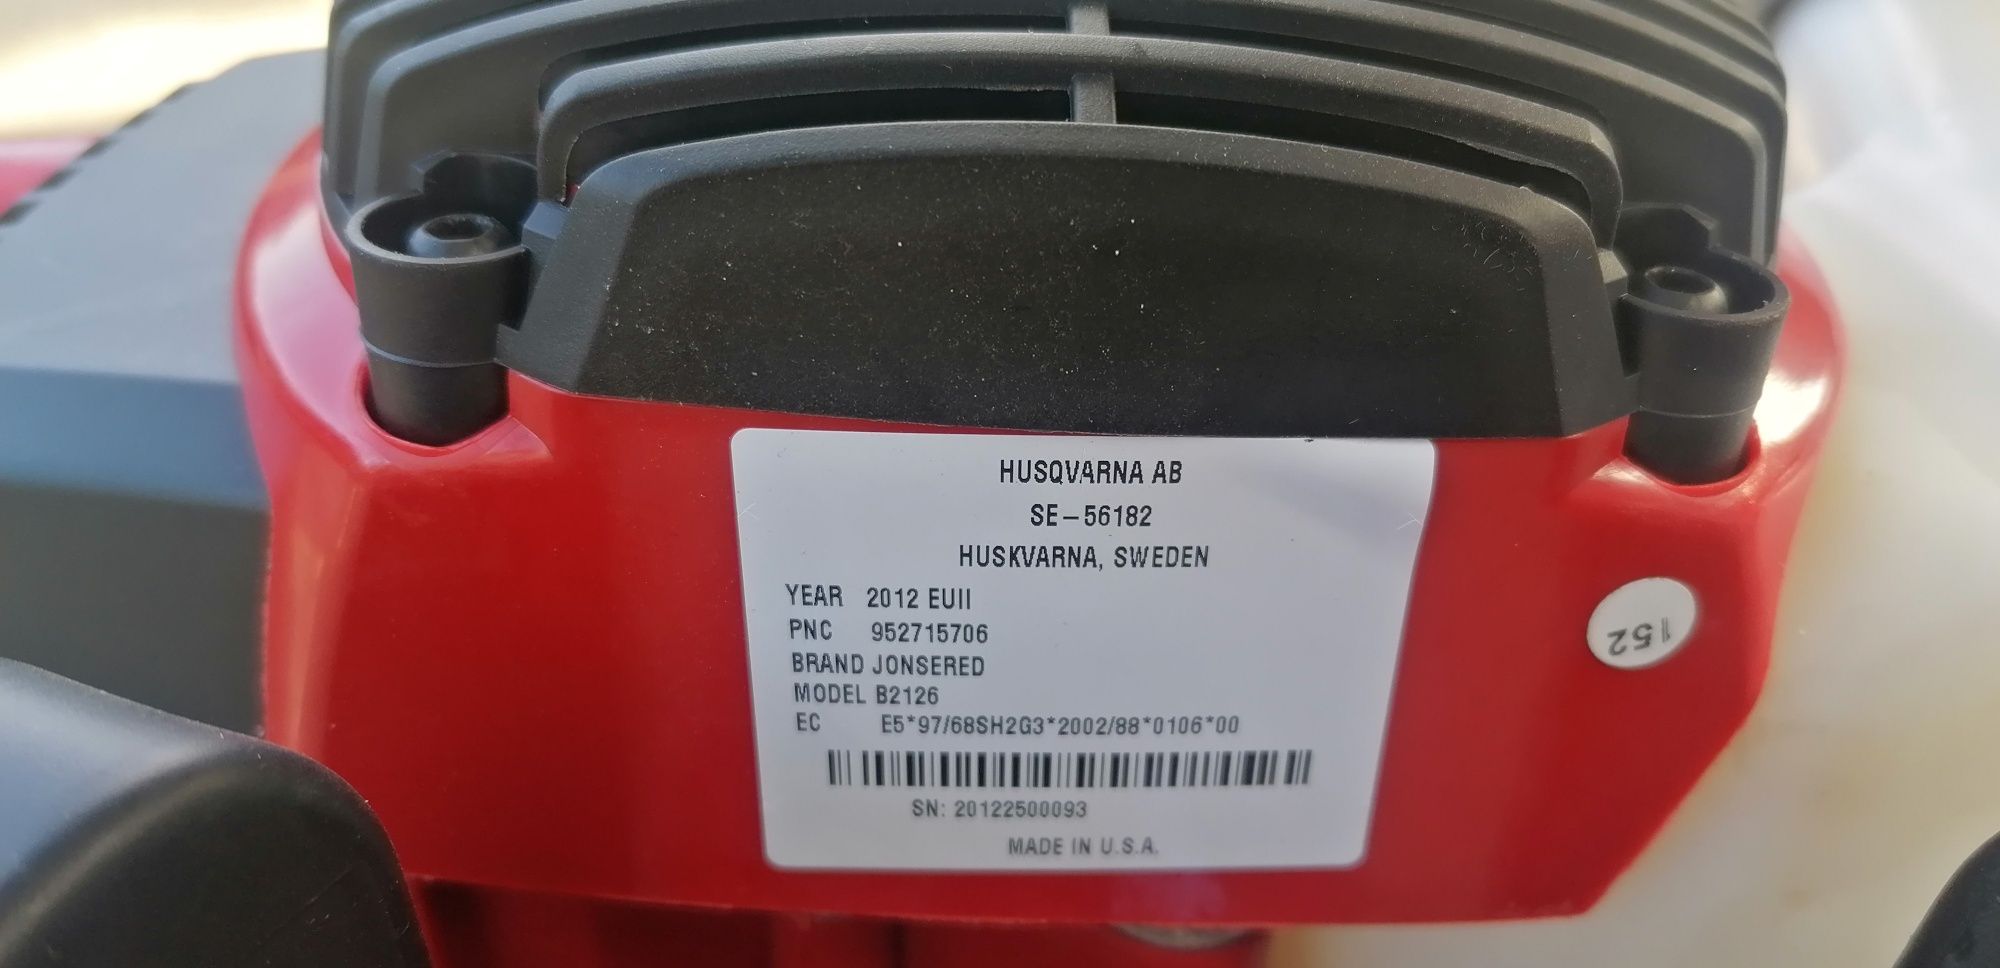 HUSQVARNA AB
SE-56182
HUSKVARNA, SWEDEN
YEAR 2012 EUII
PNC 952715706
BRAND JONSERED
MODEL B2126
EC E5*97/68SH2G3*2002/88*0106*00
SN: 20122500093
MADE IN U.S.A.
152